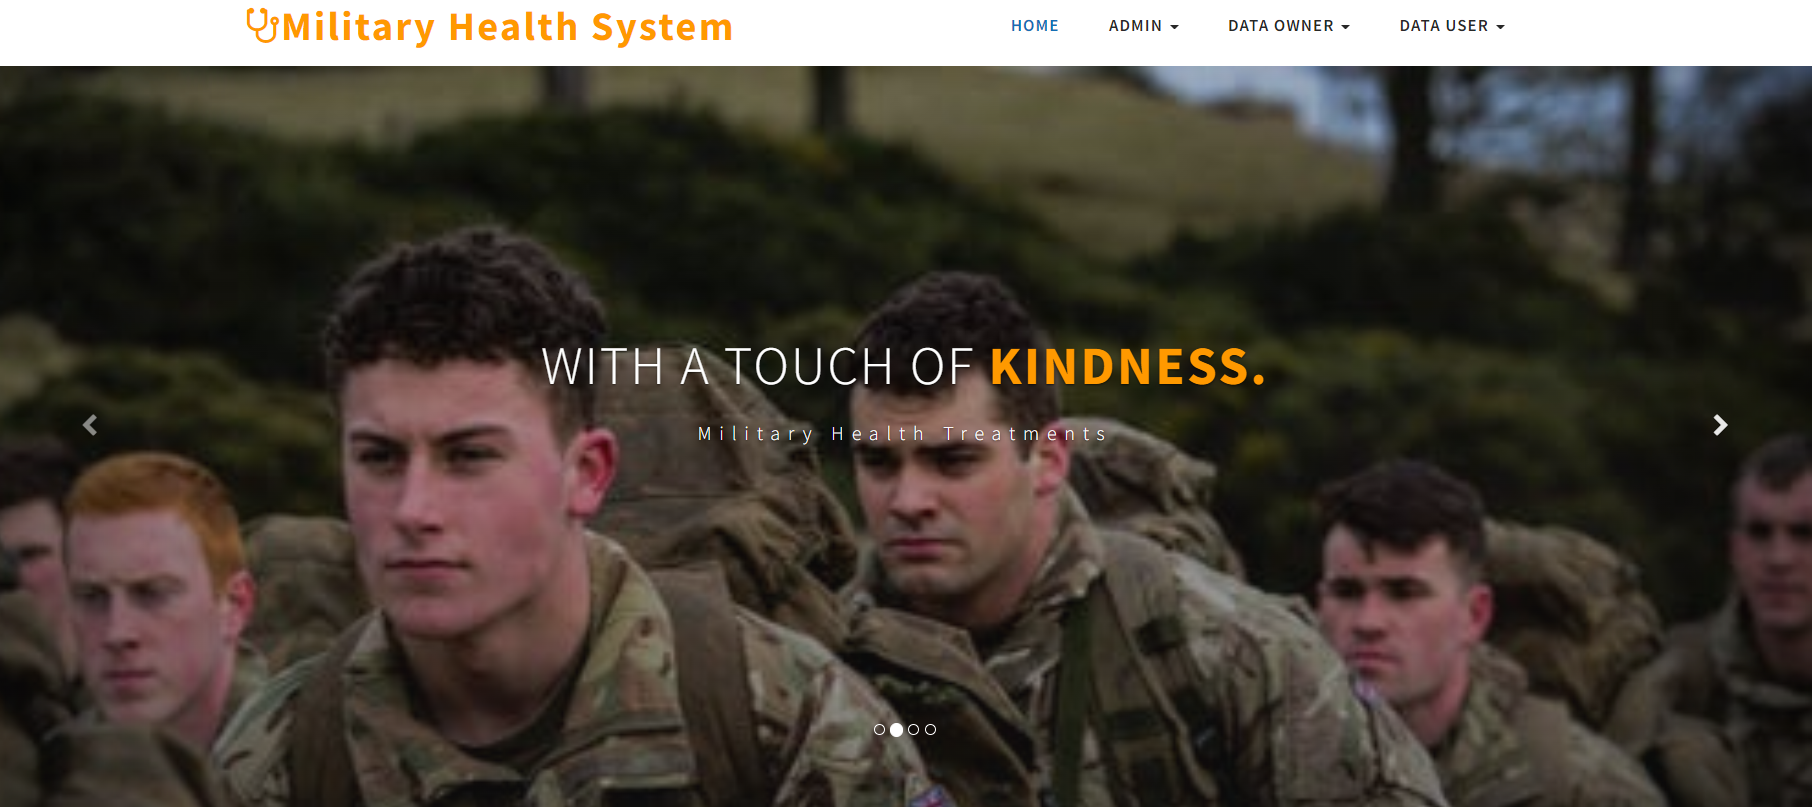 Military Health System
HOME
ADMIN
DATA OWNER
DATA USER
WITH A TOUCH OF KINDNESS.
Military Health Treatments